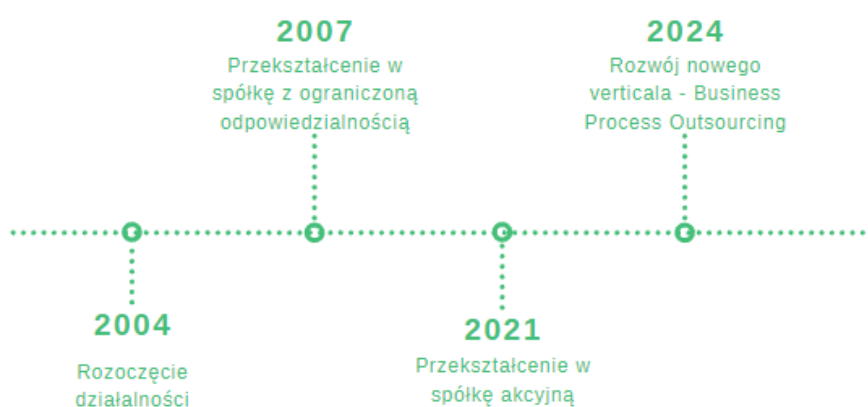 2007
Przekształcenie w
spółkę z ograniczoną
odpowiedzialnością
2024
Rozwój nowego
verticala - Business
Process Outsourcing
2004
Rozoczęcie
działalności
2021
Przekształcenie w
spółkę akcyjną